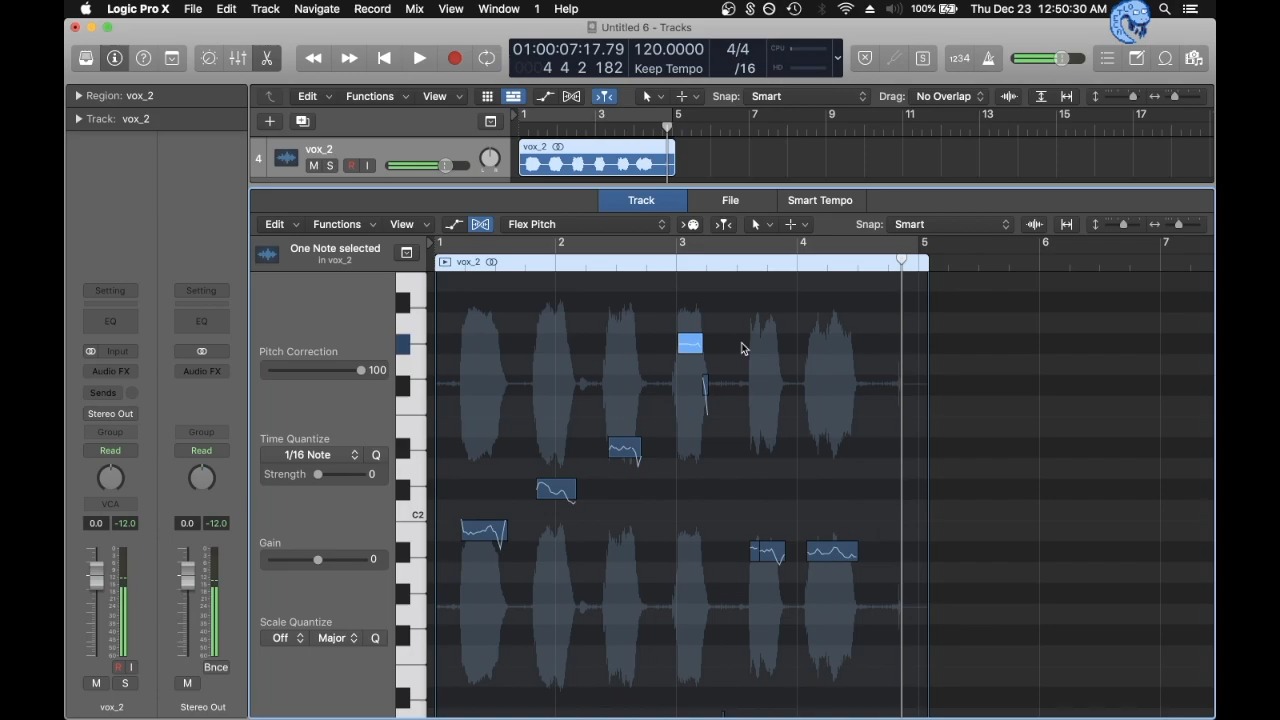 Logic Pro X File Edit Track Navigate Record Mix View Window 1 Help 100% Thu Dec 23 12:50:30 AM
Untitled 6 - Tracks
01:00:07:17.79 120.0000 4/4 CPU
4 4 2 182 Keep Tempo /16 HD
1234
Region: vox_2
Edit Functions View Snap: Smart Drag: No Overlap
Track: vox_2
1 3 5 7 9 11 13 15 17
4 vox_2
M S R I
vox_2
Track File Smart Tempo
Edit Functions View Flex Pitch Snap: Smart
One Note selected
in vox_2
1 2 3 4 5 6 7
vox_2
Setting Setting
EQ EQ
Input
Audio FX Audio FX
Sends
Stereo Out
Group Group
Read Read
VCA
0.0 -12.0 0.0 -12.0
R I Bnce
M S M
vox_2 Stereo Out
Pitch Correction
100
Time Quantize
1/16 Note Q
Strength 0
C2
Gain
0
Scale Quantize
Off Major Q